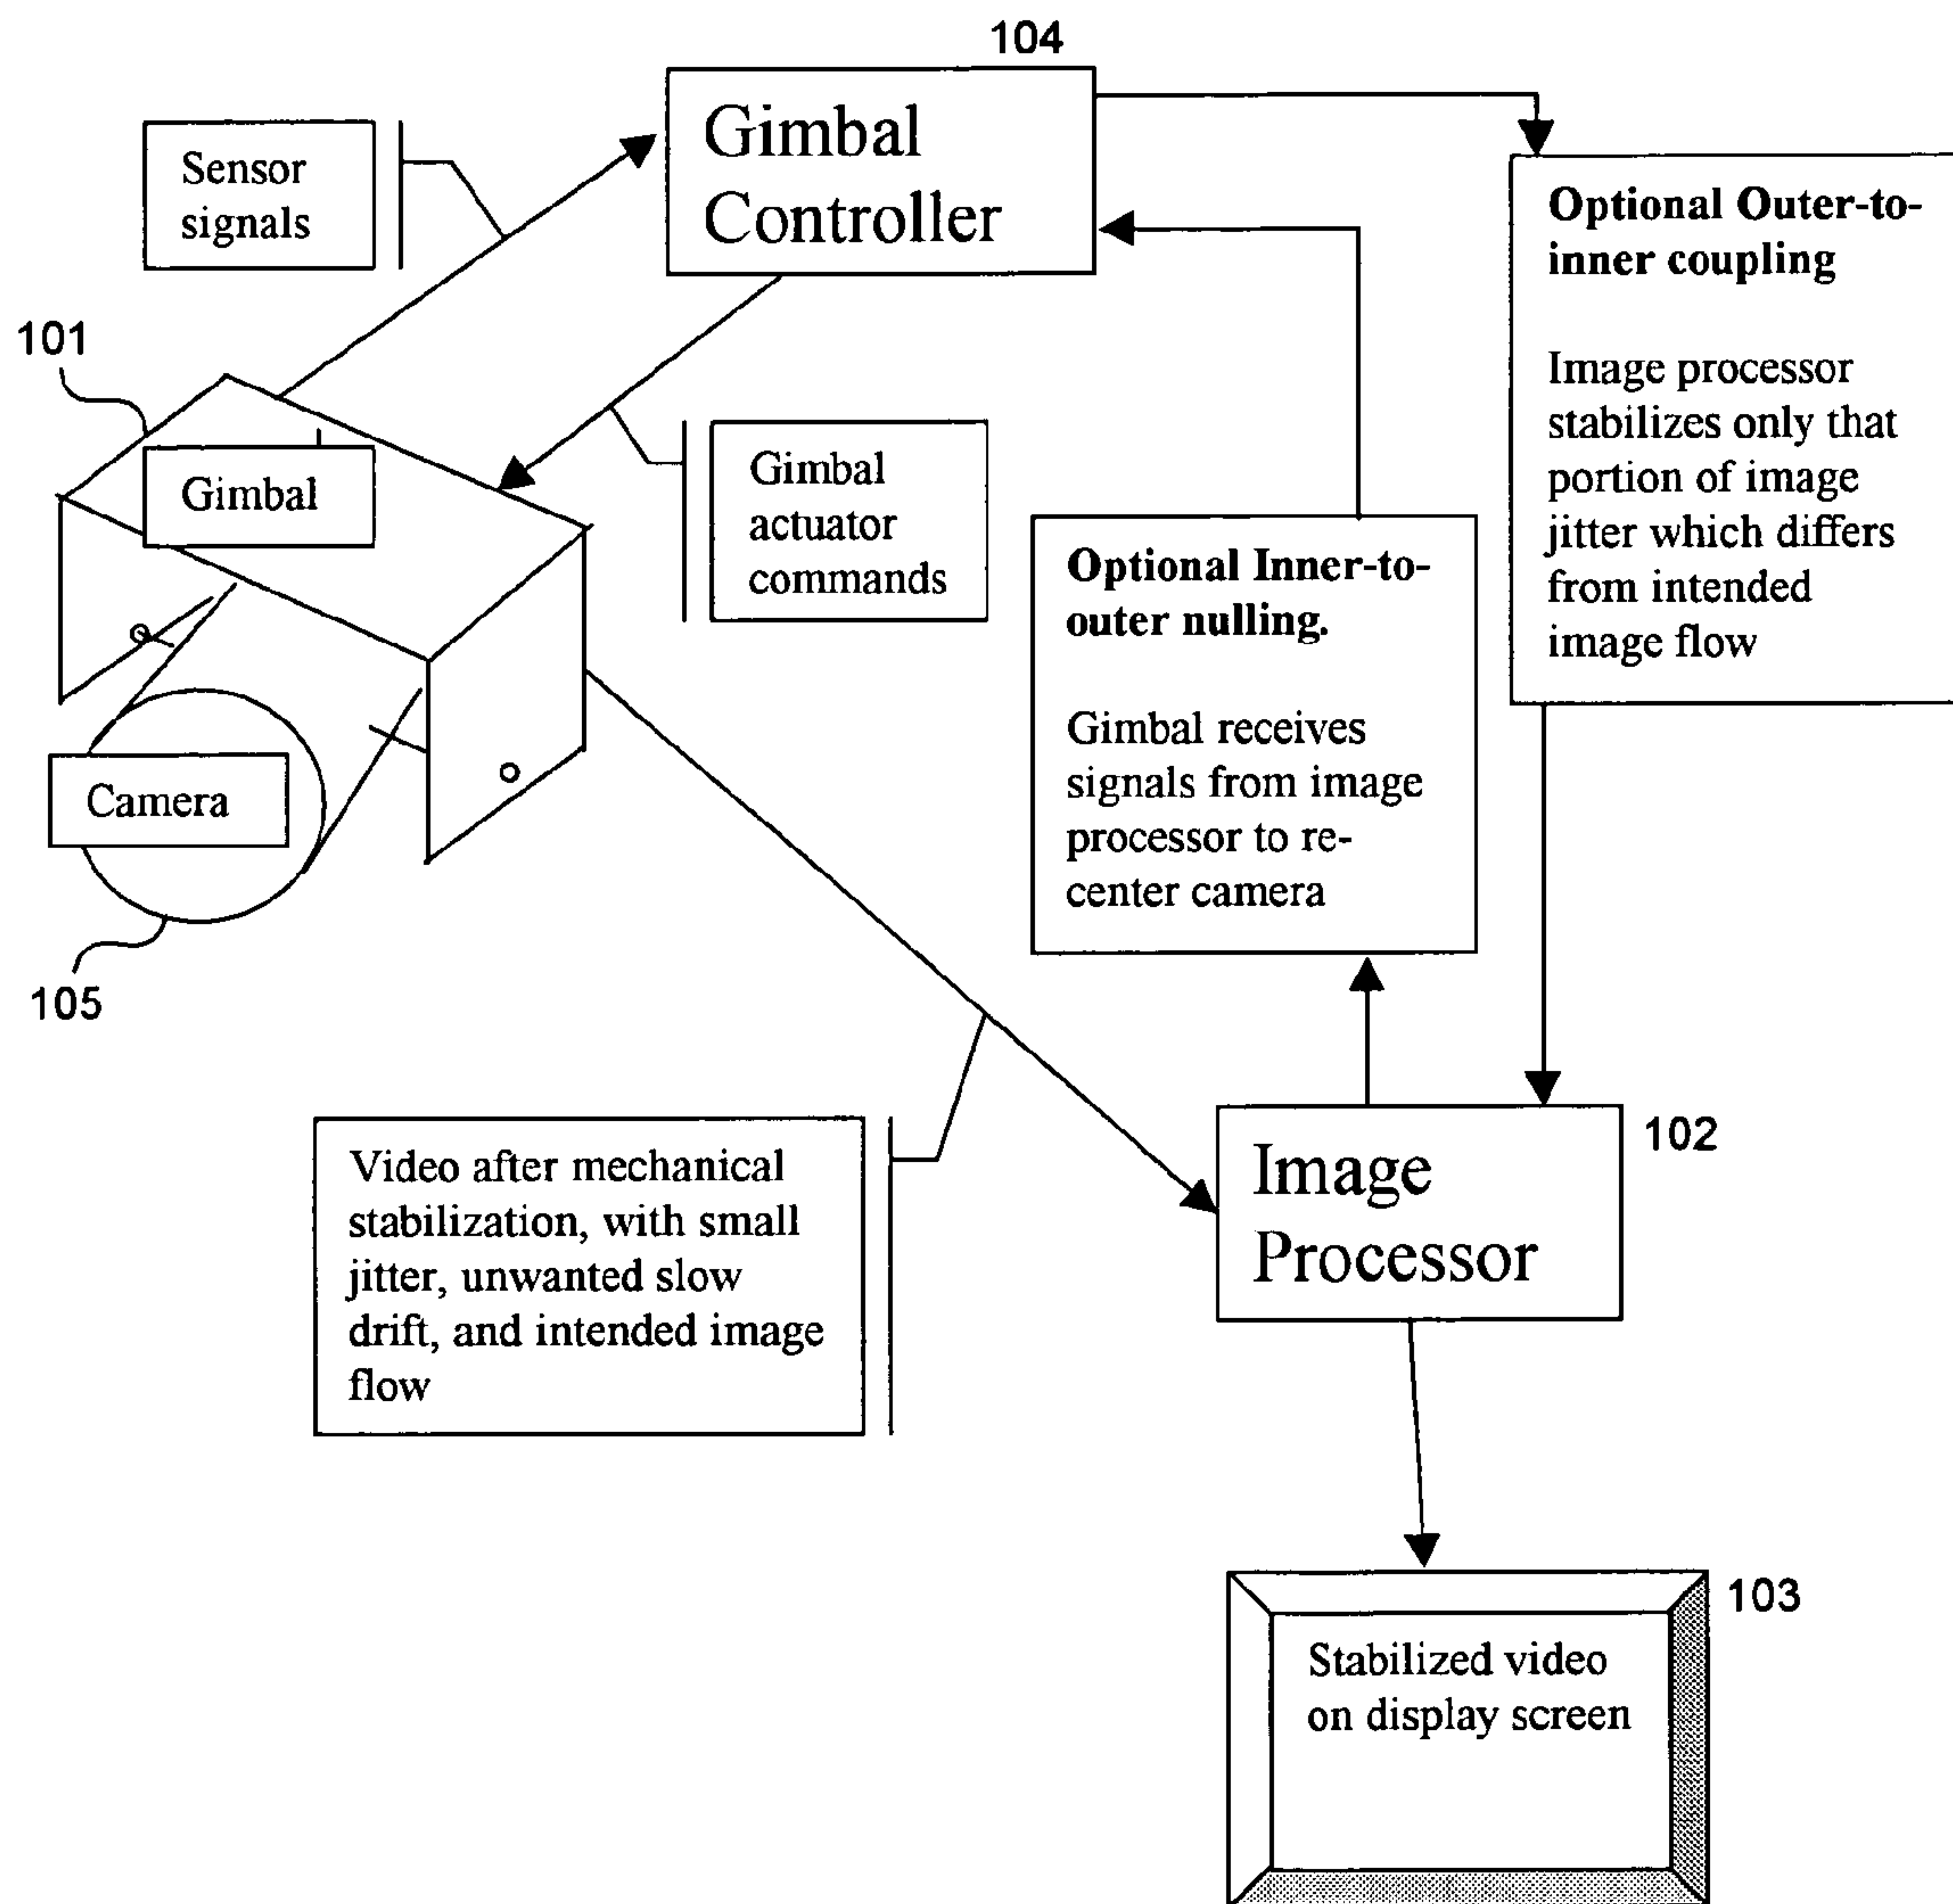 104
Gimbal
Controller
Sensor
signals
Optional Outer-to-
inner coupling
Image processor
stabilizes only that
portion of image
jitter which differs
from intended
image flow
101
Gimbal
Gimbal
actuator
commands
Optional Inner-to-
outer nulling.
Gimbal receives
signals from image
processor to re-
center camera
Camera
105
Video after mechanical
stabilization, with small
jitter, unwanted slow
drift, and intended image
flow
102
Image
Processor
103
Stabilized video
on display screen